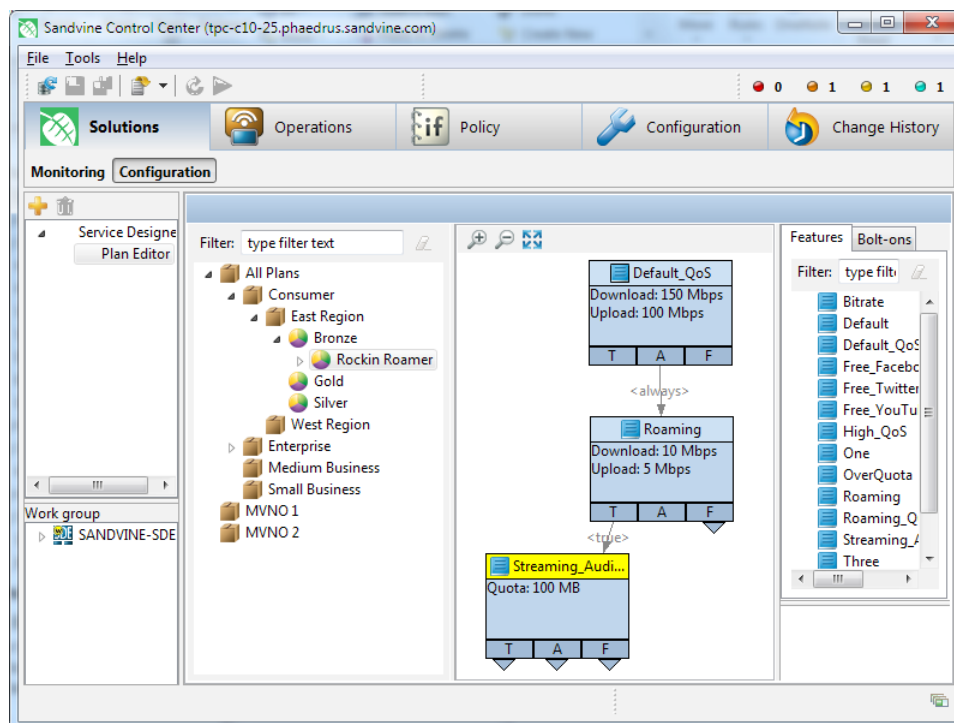 Sandvine Control Center (tpc-c10-25.phaedrus.sandvine.com)
File Tools Help
0 1 1 1
Solutions Operations if Policy Configuration Change History
Monitoring Configuration
Service Designe
Plan Editor
Work group
SANDVINE-SDE
Filter: type filter text
All Plans
Consumer
East Region
Bronze
Rockin Roamer
Gold
Silver
West Region
Enterprise
Medium Business
Small Business
MVNO 1
MVNO 2
Default_QoS
Download: 150 Mbps
Upload: 100 Mbps
T A F
<always>
Roaming
Download: 10 Mbps
Upload: 5 Mbps
T A F
<true>
Streaming_Audi...
Quota: 100 MB
T A F
Features Bolt-ons
Filter: type filt
Bitrate
Default
Default_QoS
Free_Facebc
Free_Twitter
Free_YouTu
High_QoS
One
OverQuota
Roaming
Roaming_Q
Streaming_A
Three